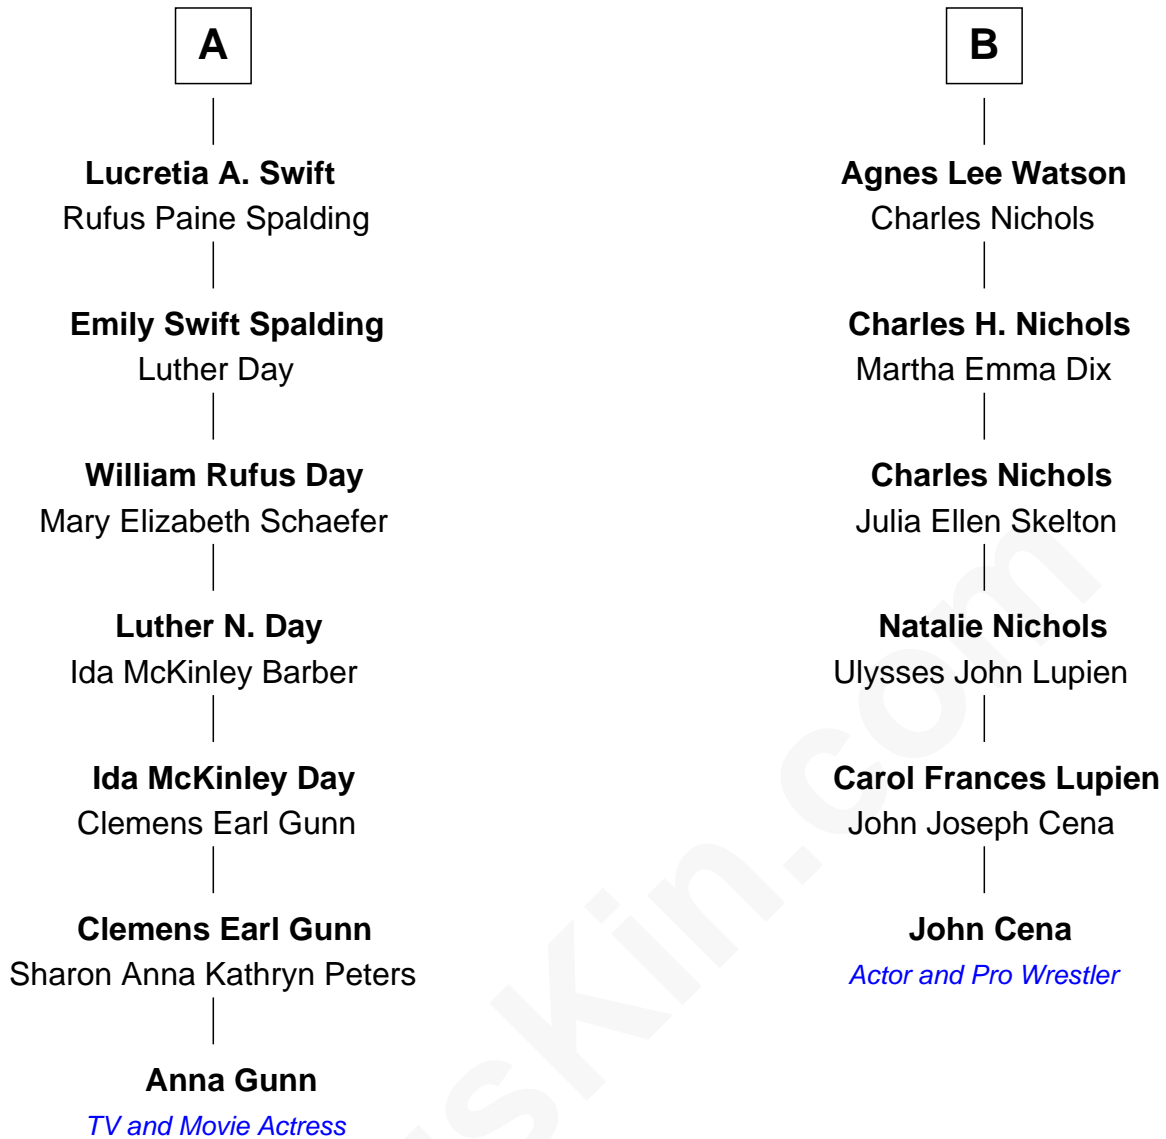 A
Lucretia A. Swift
Rufus Paine Spalding
Emily Swift Spalding
Luther Day
William Rufus Day
Mary Elizabeth Schaefer
Luther N. Day
Ida McKinley Barber
Ida McKinley Day
Clemens Earl Gunn
Clemens Earl Gunn
Sharon Anna Kathryn Peters
Anna Gunn
TV and Movie Actress
B
Agnes Lee Watson
Charles Nichols
Charles H. Nichols
Martha Emma Dix
Charles Nichols
Julia Ellen Skelton
Natalie Nichols
Ulysses John Lupien
Carol Frances Lupien
John Joseph Cena
John Cena
Actor and Pro Wrestler